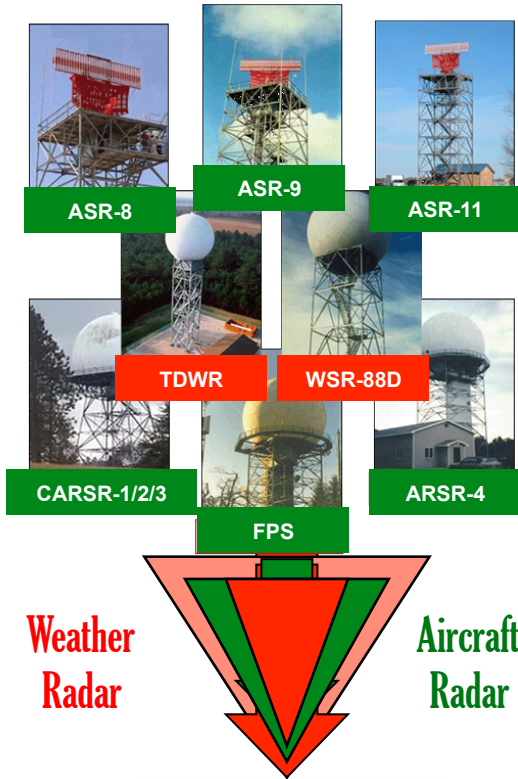 ASR-8
ASR-9
ASR-11
TDWR
WSR-88D
CARSR-1/2/3
FPS
ARSR-4
Weather
Radar
Aircraft
Radar